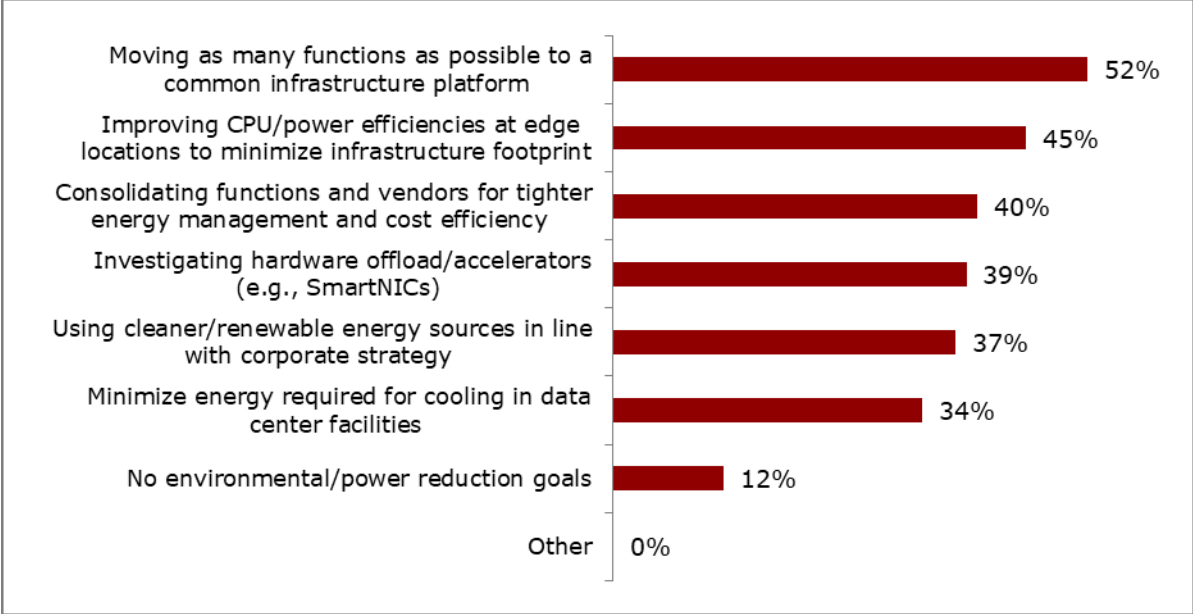 Moving as many functions as possible to a
common infrastructure platform
52%
Improving CPU/power efficiencies at edge
locations to minimize infrastructure footprint
45%
Consolidating functions and vendors for tighter
energy management and cost efficiency
40%
Investigating hardware offload/accelerators
(e.g., SmartNICs)
39%
Using cleaner/renewable energy sources in line
with corporate strategy
37%
Minimize energy required for cooling in data
center facilities
34%
No environmental/power reduction goals
12%
Other
0%